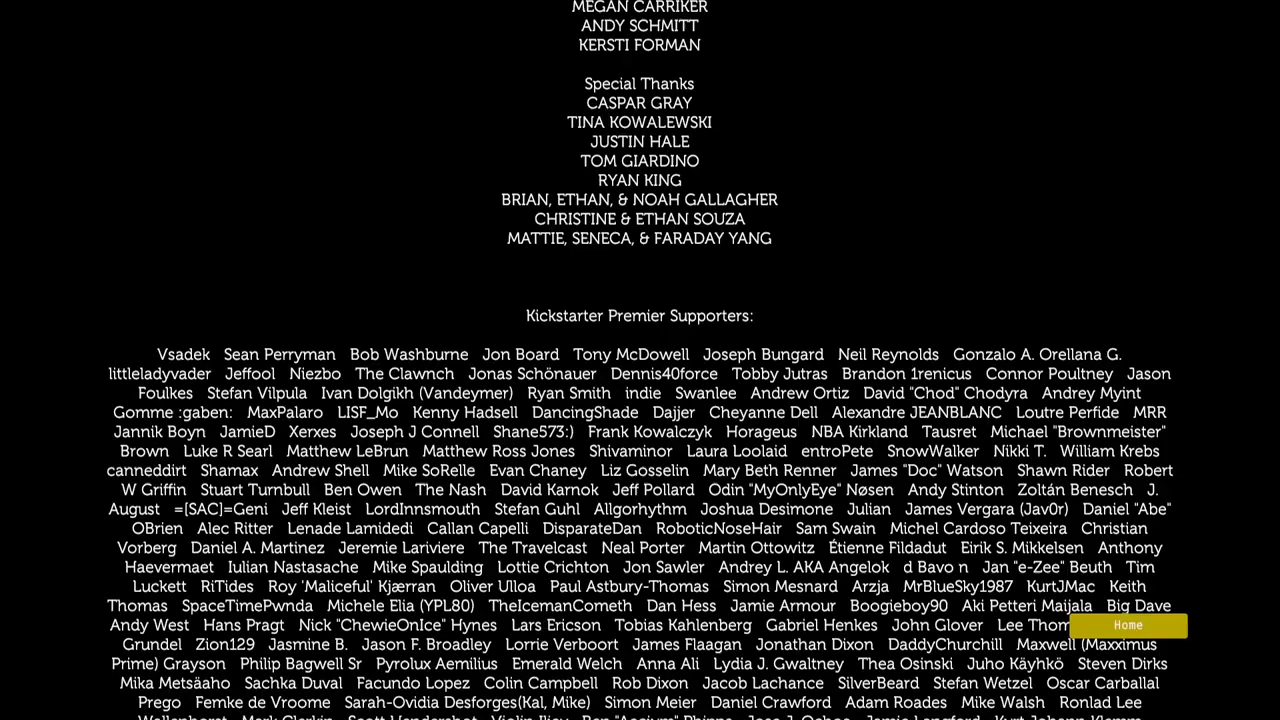 MEGAN CARRIKER
ANDY SCHMITT
KERSTI FORMAN
Special Thanks
CASPAR GRAY
TINA KOWALEWSKI
JUSTIN HALE
TOM GIARDINO
RYAN KING
BRIAN, ETHAN, & NOAH GALLAGHER
CHRISTINE & ETHAN SOUZA
MATTIE, SENECA, & FARADAY YANG
Kickstarter Premier Supporters:
Vsadek Sean Perryman Bob Washburne Jon Board Tony McDowell Joseph Bungard Neil Reynolds Gonzalo A. Orellana G.
littleladyvader Jeffool Niezbo The Clawnch Jonas Schönauer Dennis40force Tobby Jutras Brandon 1renicus Connor Poultney Jason
Foulkes Stefan Vilpula Ivan Dolgikh (Vandeymer) Ryan Smith indie Swanlee Andrew Ortiz David "Chod" Chodyra Andrey Myint
Gomme :gaben: MaxPalaro LISF_Mo Kenny Hadsell DancingShade Dajjer Cheyanne Dell Alexandre JEANBLANC Loutre Perfide MRR
Jannik Boyn JamieD Xerxes Joseph J Connell Shane573:) Frank Kowalczyk Horageus NBA Kirkland Tausret Michael "Brownmeister"
Brown Luke R Searl Matthew LeBrun Matthew Ross Jones Shivaminor Laura Loolaid entroPete SnowWalker Nikki T. William Krebs
canneddirt Shamax Andrew Shell Mike SoRelle Evan Chaney Liz Gosselin Mary Beth Renner James "Doc" Watson Shawn Rider Robert
W Griffin Stuart Turnbull Ben Owen The Nash David Karnok Jeff Pollard Odin "MyOnlyEye" Nøsen Andy Stinton Zoltán Benesch J.
August =[SAC]=Geni Jeff Kleist LordInnsmouth Stefan Guhl Allgorhythm Joshua Desimone Julian James Vergara (Jav0r) Daniel "Abe"
OBrien Alec Ritter Lenade Lamidedi Callan Capelli DisparateDan RoboticNoseHair Sam Swain Michel Cardoso Teixeira Christian
Vorberg Daniel A. Martinez Jeremie Lariviere The Travelcast Neal Porter Martin Ottowitz Étienne Fildadut Eirik S. Mikkelsen Anthony
Haevermaet Iulian Nastasache Mike Spaulding Lottie Crichton Jon Sawler Andrey L. AKA Angelok d Bavo n Jan "e-Zee" Beuth Tim
Luckett RiTides Roy 'Maliceful' Kjærran Oliver Ulloa Paul Astbury-Thomas Simon Mesnard Arzja MrBlueSky1987 KurtJMac Keith
Thomas SpaceTimePwnda Michele Elia (YPL80) TheIcemanCometh Dan Hess Jamie Armour Boogieboy90 Aki Petteri Maijala Big Dave
Andy West Hans Pragt Nick "ChewieOnIce" Hynes Lars Ericson Tobias Kahlenberg Gabriel Henkes John Glover Lee Thom
Home
Grundel Zion129 Jasmine B. Jason F. Broadley Lorrie Verboort James Flaagan Jonathan Dixon DaddyChurchill Maxwell (Maxximus
Prime) Grayson Philip Bagwell Sr Pyrolux Aemilius Emerald Welch Anna Ali Lydia J. Gwaltney Thea Osinski Juho Käyhkö Steven Dirks
Mika Metsäaho Sachka Duval Facundo Lopez Colin Campbell Rob Dixon Jacob Lachance SilverBeard Stefan Wetzel Oscar Carballal
Prego Femke de Vroome Sarah-Ovidia Desforges(Kal, Mike) Simon Meier Daniel Crawford Adam Roades Mike Walsh Ronlad Lee